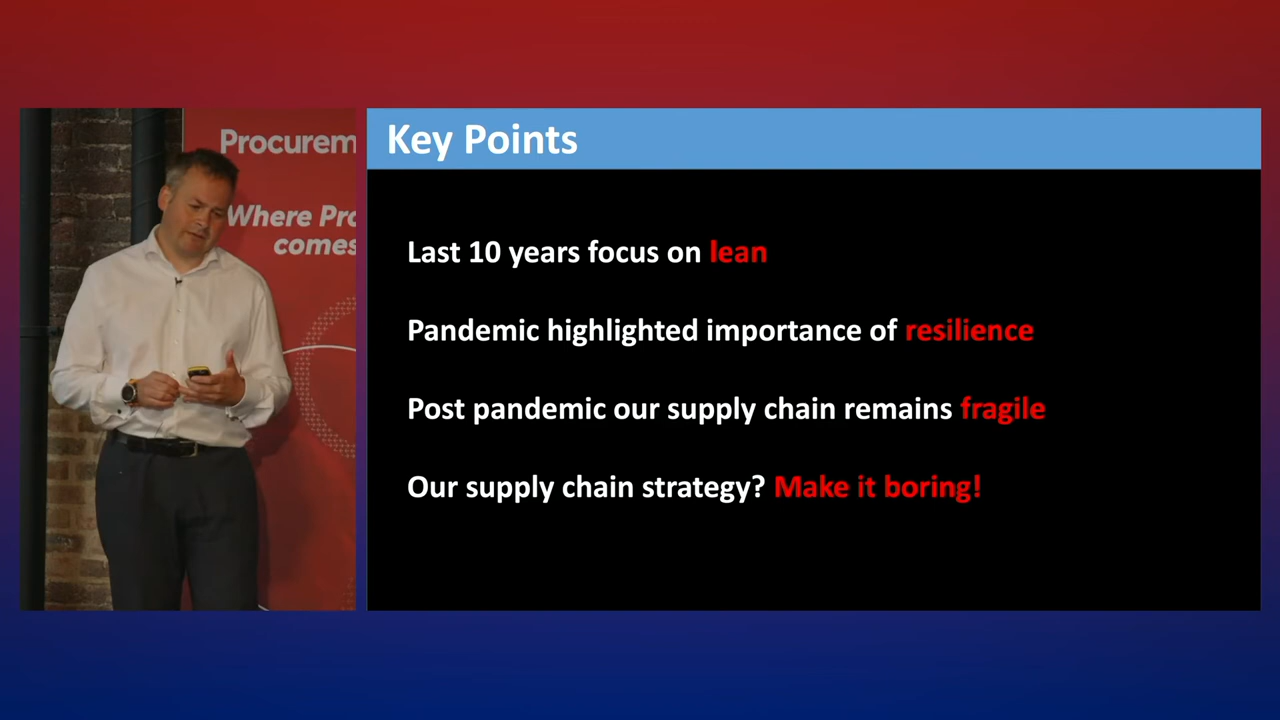 Procurem
Where Pro
comes
Key Points
Last 10 years focus on lean
Pandemic highlighted importance of resilience
Post pandemic our supply chain remains fragile
Our supply chain strategy? Make it boring!